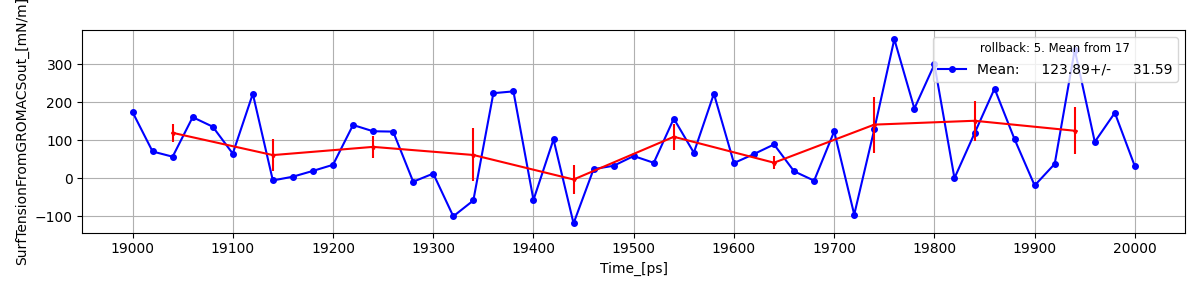 SurfTensionFromGROMACSout_[mN/m]
300
200
100
0
−100
rollback: 5. Mean from 17
Mean: 123.89+/- 31.59
19000 19100 19200 19300 19400 19500 19600 19700 19800 19900 20000
Time_[ps]